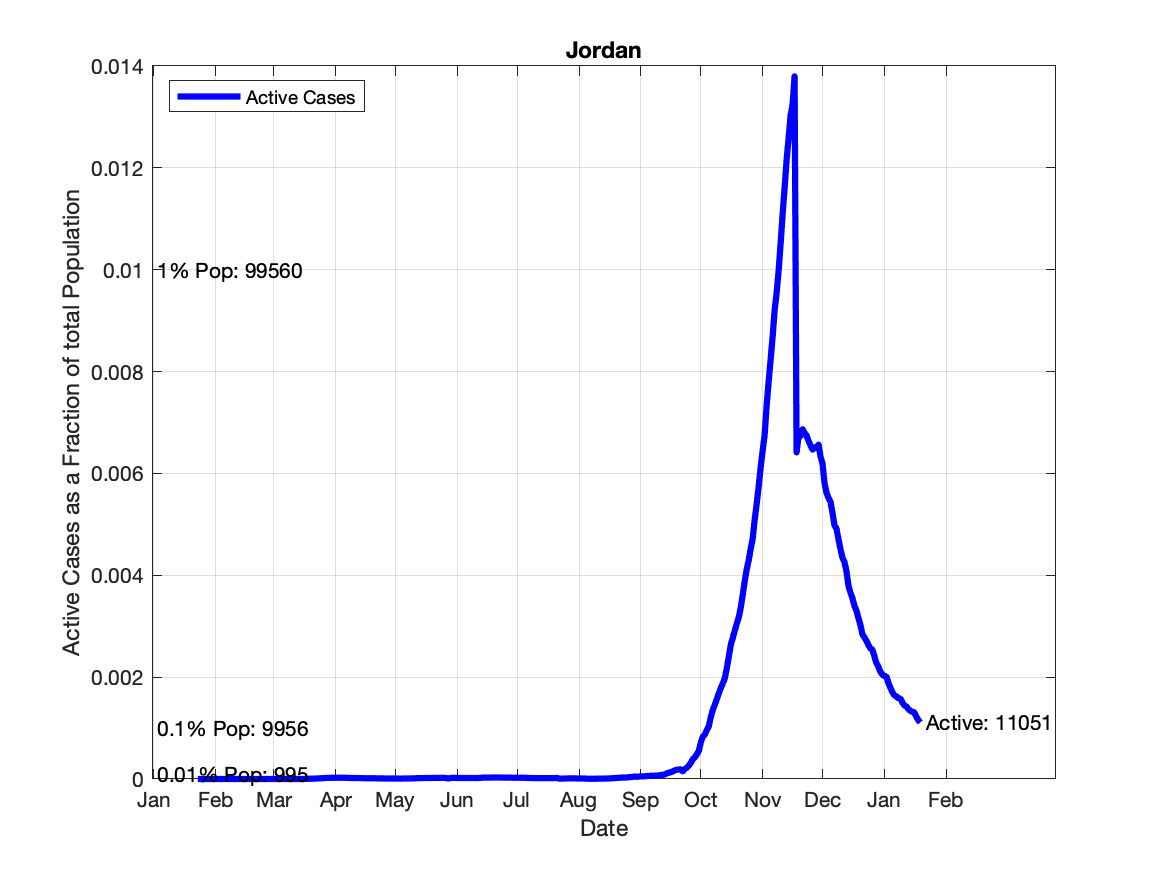 Jordan
Active Cases
0.014
0.012
0.01
0.008
0.006
0.004
0.002
0
Active Cases as a Fraction of total Population
1% Pop: 99560
0.1% Pop: 9956
0.01% Pop: 995
Active: 11051
Jan Feb Mar Apr May Jun Jul Aug Sep Oct Nov Dec Jan Feb
Date